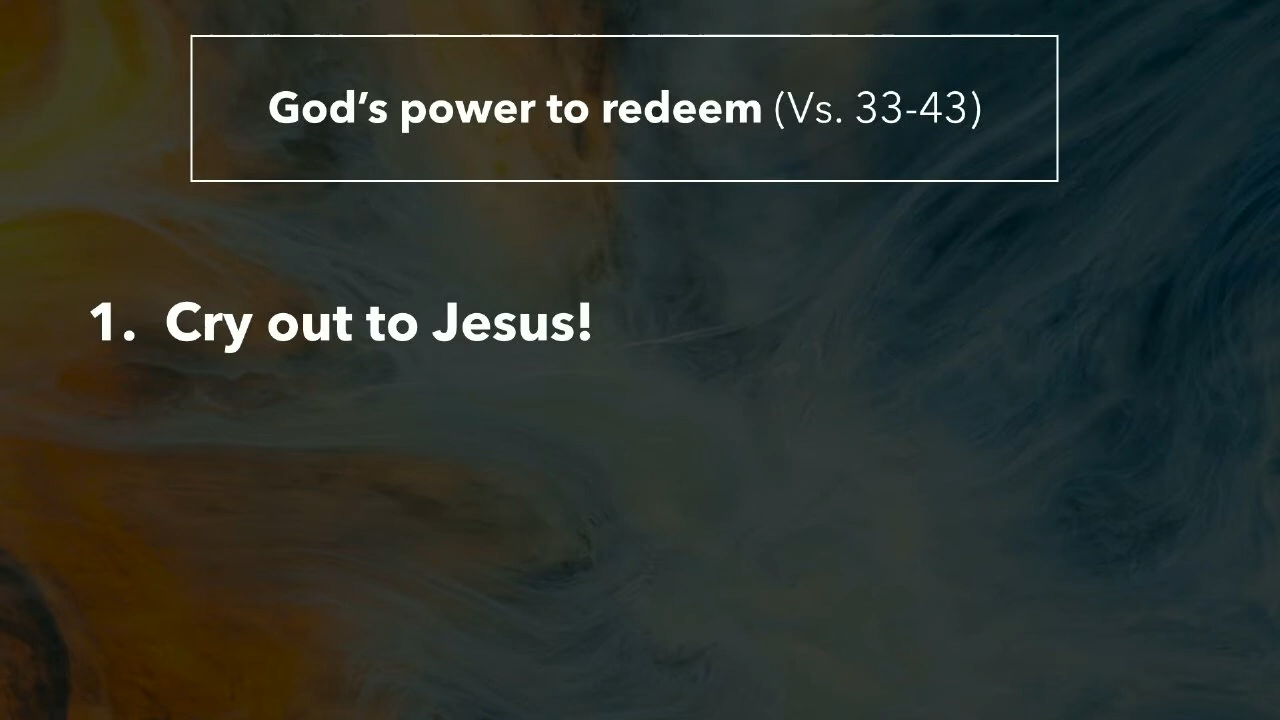 God’s power to redeem (Vs. 33-43)
1. Cry out to Jesus!